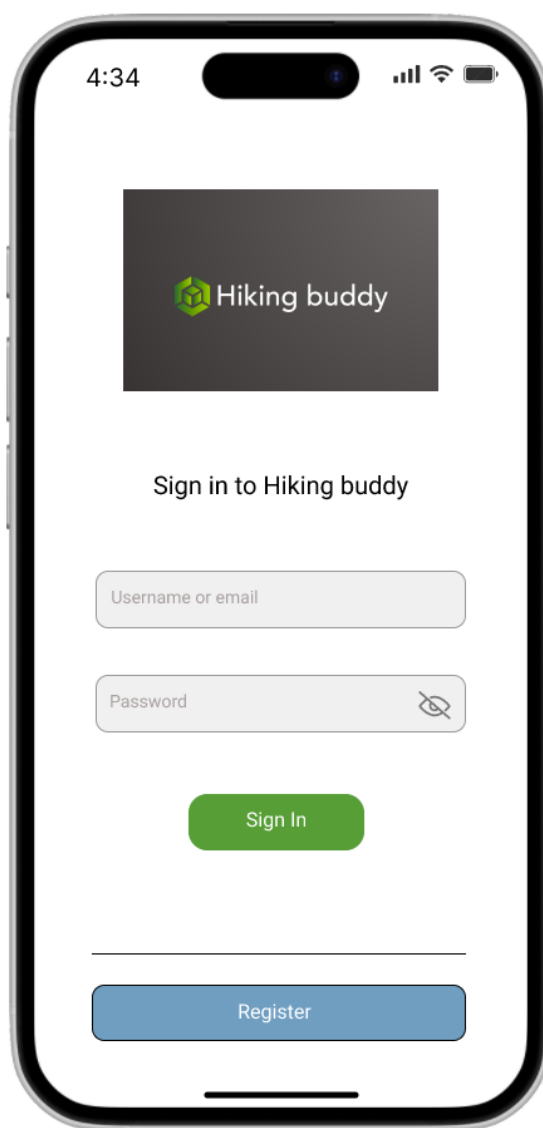 4:34
Hiking buddy
Sign in to Hiking buddy
Username or email
Password
Sign In
Register